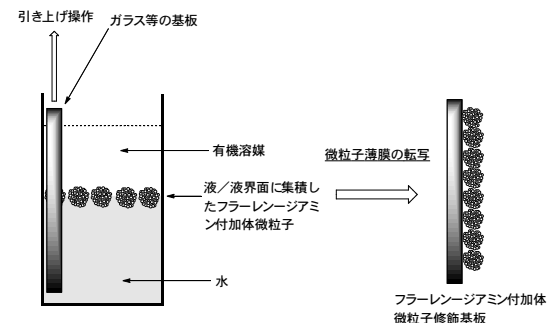 引き上げ操作
ガラス等の基板
有機溶媒
微粒子薄膜の転写
液／液界面に集積し
たフラーレンージアミ
ン付加体微粒子
水
フラーレンージアミン付加体
微粒子修飾基板